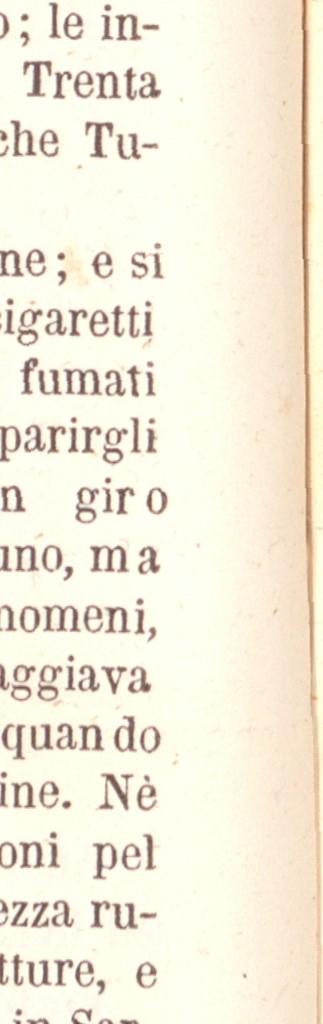 ; le in-
Trenta
che Tu-
ne; e si
igaretti
fumati
parirgli
n giro
uno, ma
nomeni,
aggiava
quando
ine. Nè
oni pel
ezza ru-
tture, e
in